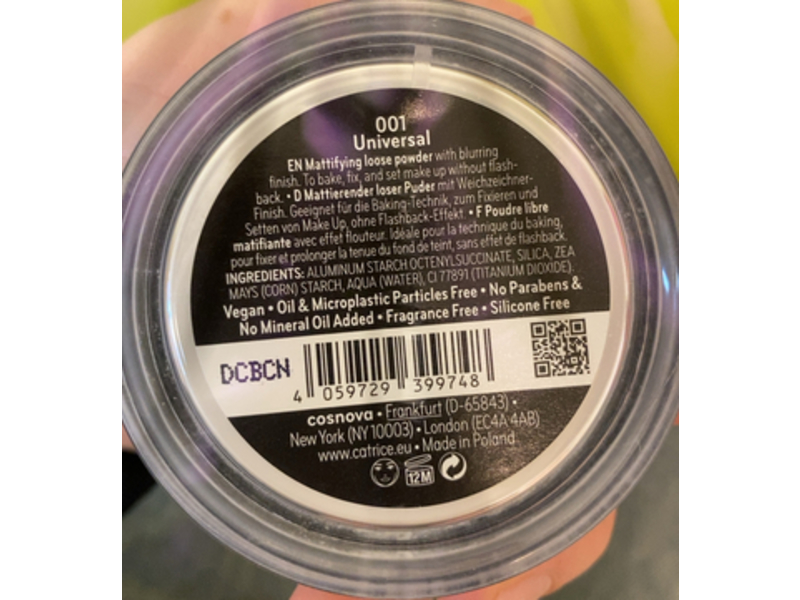 001
Universal
EN Mattifying loose powder with blurring
finish. To bake, fix, and set make up without flash-
back. • D Mattierender loser Puder mit Weichzeichner-
Finish. Geeignet für die Baking-Technik, zum Fixieren und
Setten von Make Up, ohne Flashback-Effekt. • F Poudre libre
matifiante avec effet flouteur. Idéale pour la technique du baking,
pour fixer et prolonger la tenue du fond de teint, sans effet de flashback.
INGREDIENTS: ALUMINUM STARCH OCTENYLSUCCINATE, SILICA, ZEA
MAYS (CORN) STARCH, AQUA (WATER), CI 77891 (TITANIUM DIOXIDE).
Vegan • Oil & Microplastic Particles Free • No Parabens &
No Mineral Oil Added • Fragrance Free • Silicone Free
DCBCN
4 059729 399748
cosnova • Frankfurt (D-65843) •
New York (NY 10003) • London (EC4A 4AB)
www.catrice.eu • Made in Poland
12M